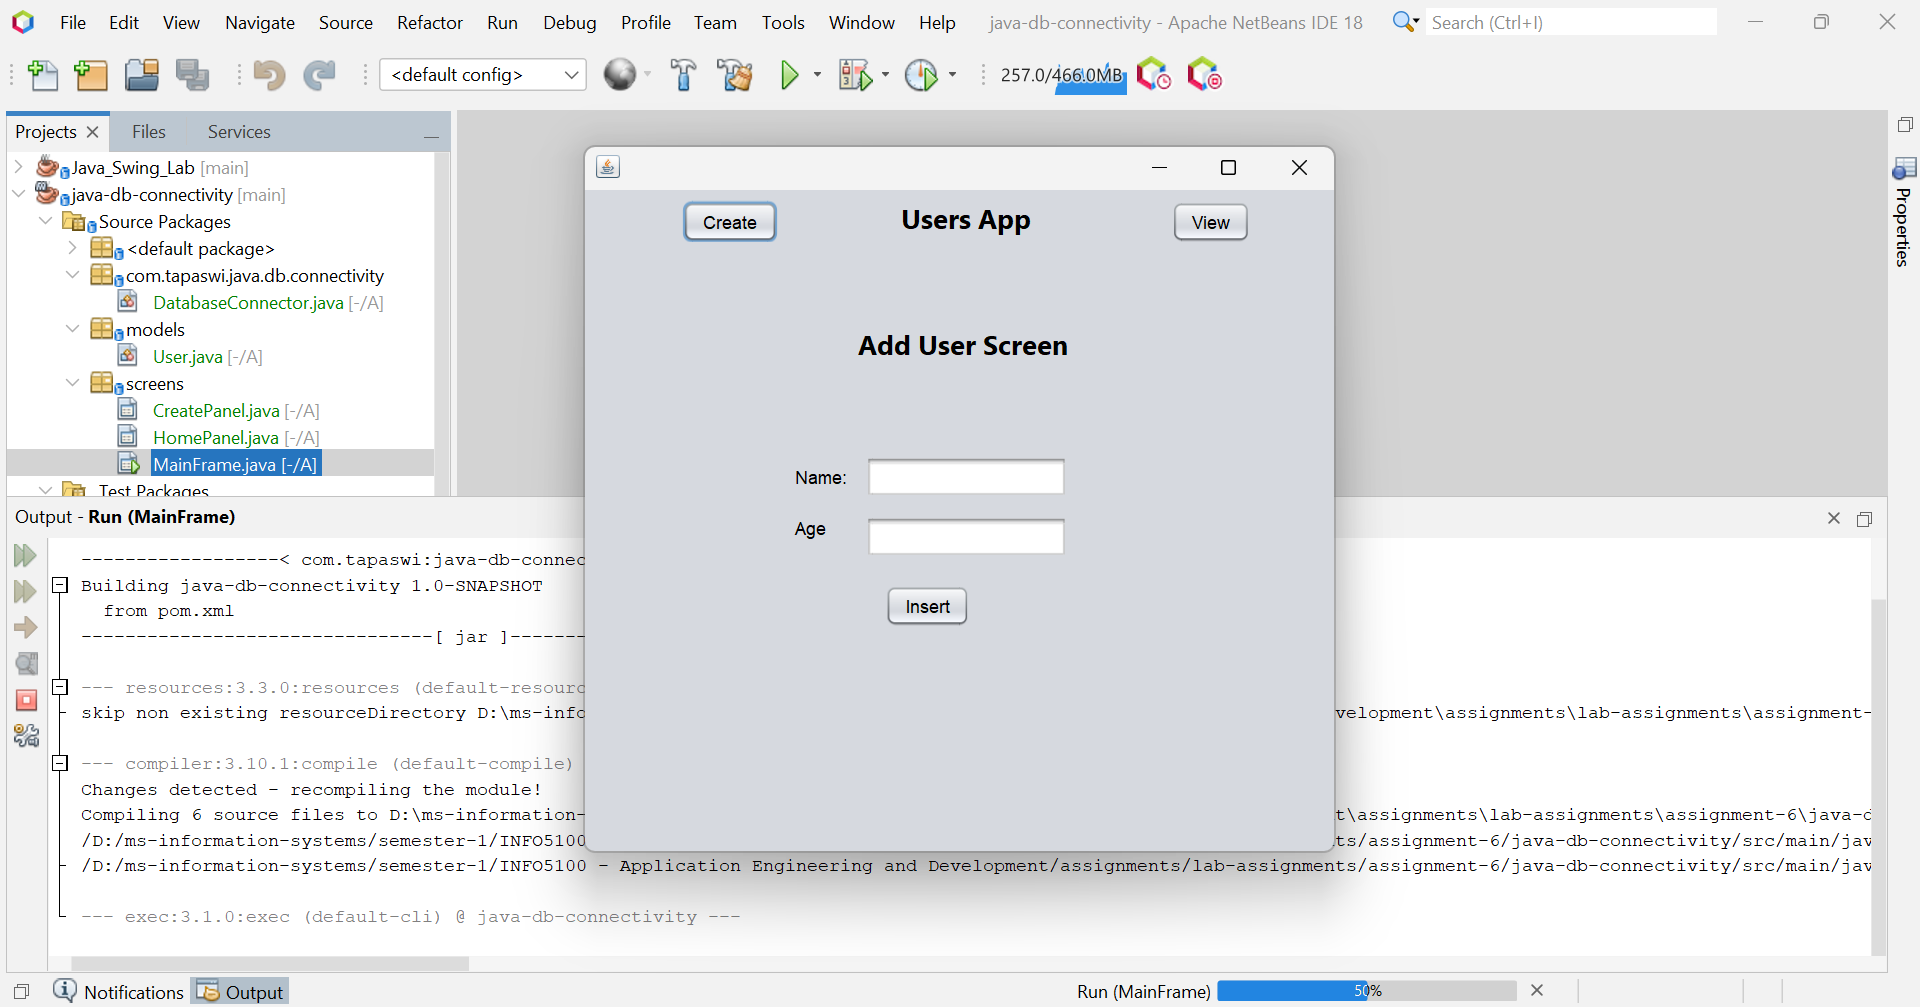 File Edit View Navigate Source Refactor Run Debug Profile Team Tools Window Help java-db-connectivity - Apache NetBeans IDE 18 Search (Ctrl+I)
<default config> 257.0/466.0MB
Projects Files Services
Java_Swing_Lab [main]
java-db-connectivity [main]
Source Packages
<default package>
com.tapaswi.java.db.connectivity
DatabaseConnector.java [-/A]
models
User.java [-/A]
screens
CreatePanel.java [-/A]
HomePanel.java [-/A]
MainFrame.java [-/A]
Test Packages
Properties
Create Users App View
Add User Screen
Name:
Age
Insert
Output - Run (MainFrame)
------------------< com.tapaswi:java-db-connec
Building java-db-connectivity 1.0-SNAPSHOT
from pom.xml
--------------------------------[ jar ]-------
--- resources:3.3.0:resources (default-resourc
skip non existing resourceDirectory D:\ms-info velopment\assignments\lab-assignments\assignment-
--- compiler:3.10.1:compile (default-compile)
Changes detected - recompiling the module!
Compiling 6 source files to D:\ms-information- t\assignments\lab-assignments\assignment-6\java-d
/D:/ms-information-systems/semester-1/INFO5100 ts/assignment-6/java-db-connectivity/src/main/jav
/D:/ms-information-systems/semester-1/INFO5100 - Application Engineering and Development/assignments/lab-assignments/assignment-6/java-db-connectivity/src/main/jav
--- exec:3.1.0:exec (default-cli) @ java-db-connectivity ---
Notifications Output Run (MainFrame) 50%